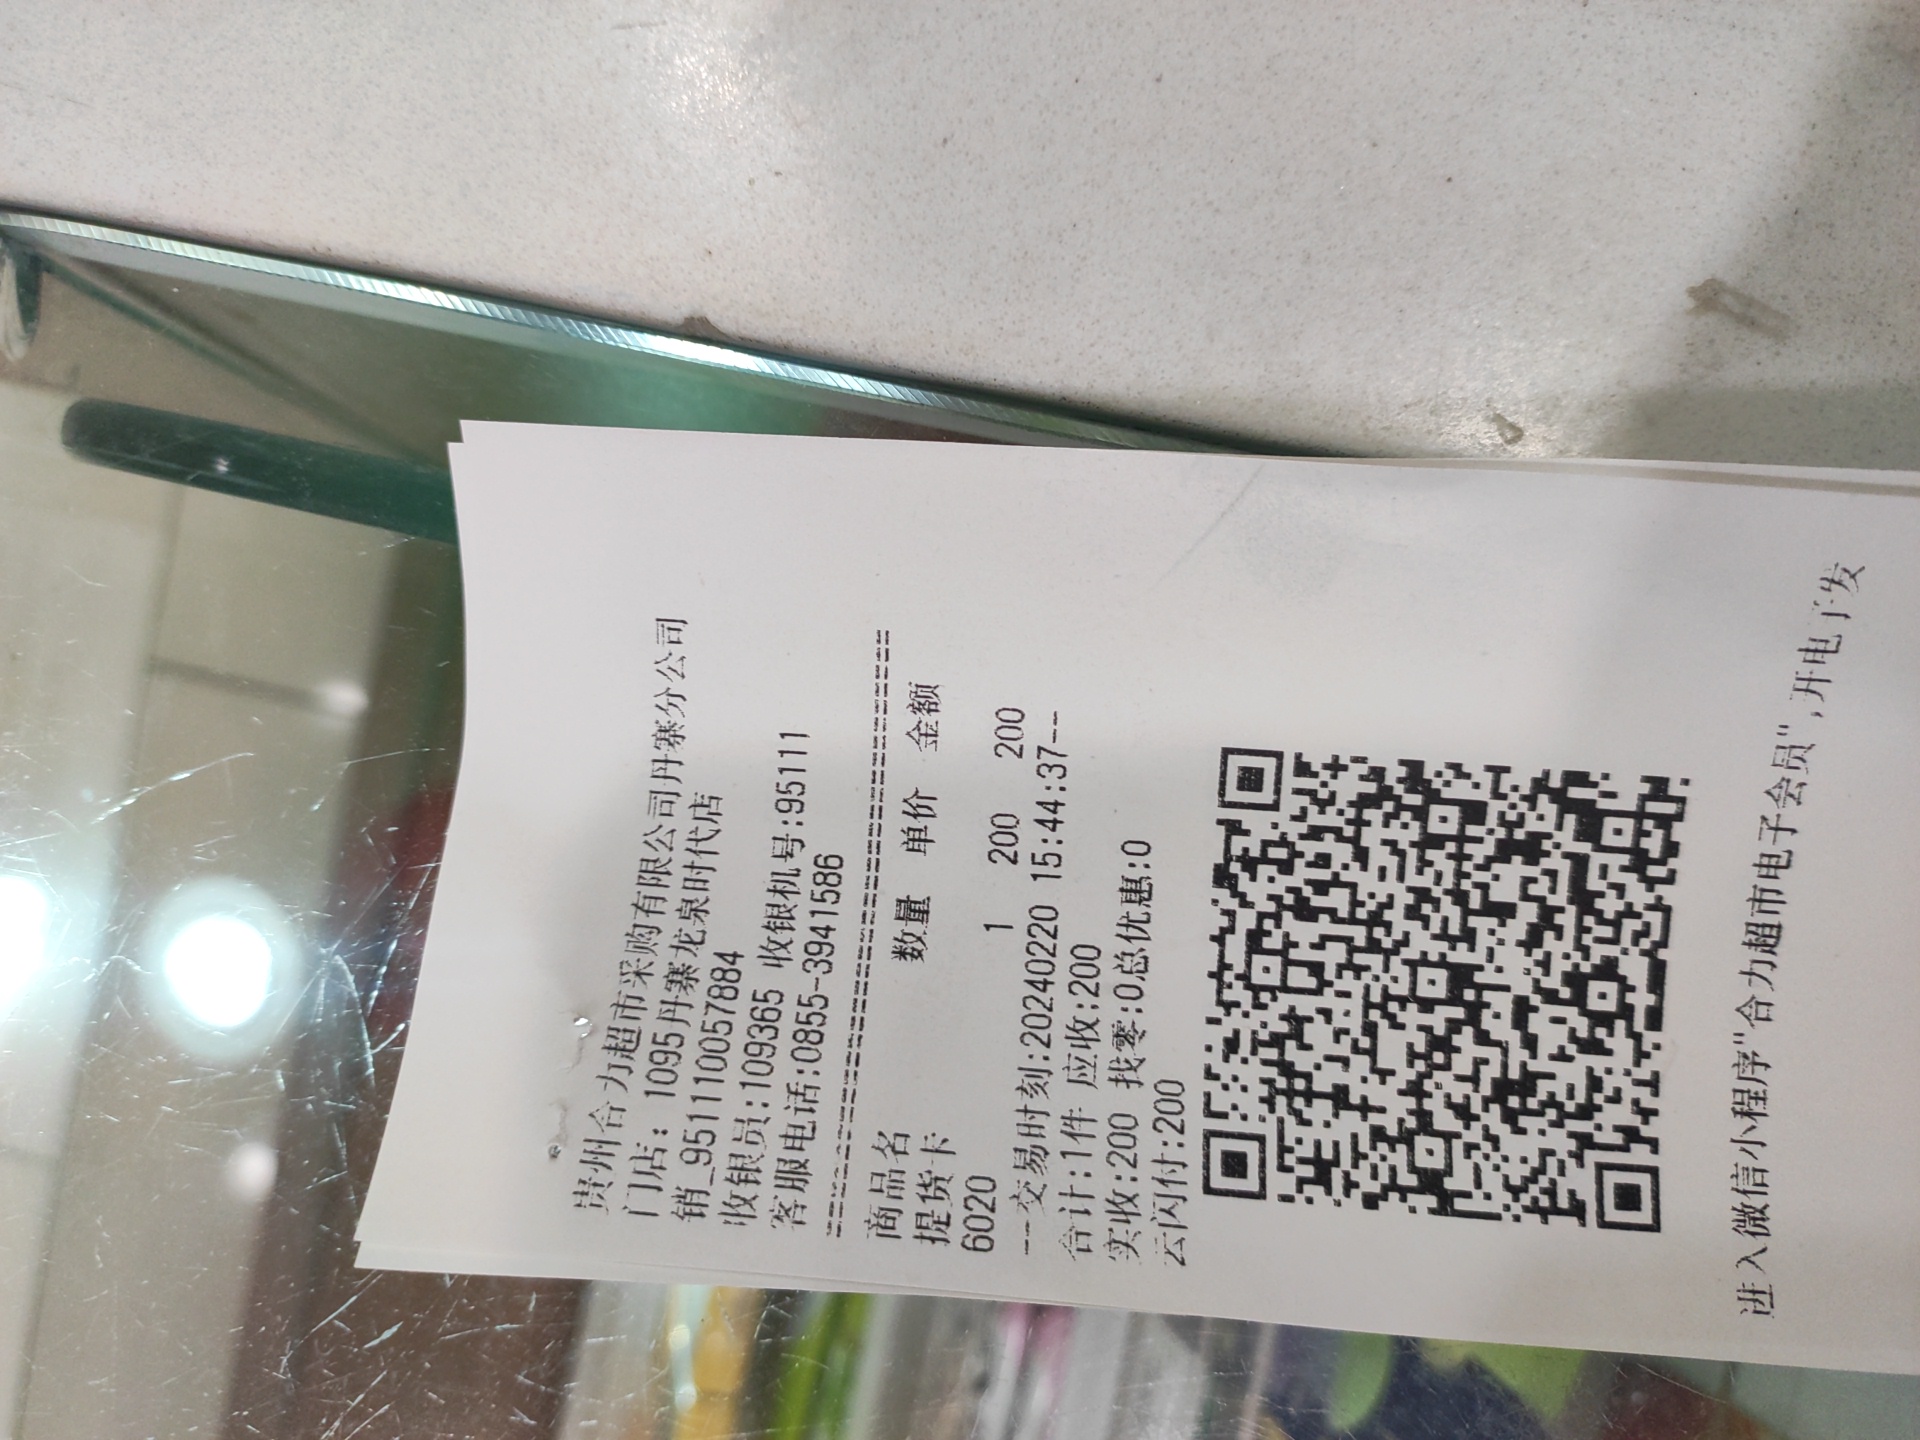 贵州合力超市采购有限公司丹寨分公司
门店: 1095丹寨龙泉时代店
销_951110057884
收银员:109365 收银机号:95111
客服电话:0855-39415​86
================================
商品名 数量 单价 金额
提货卡
6020 1 200 200
---交易时刻:20240220 15:44:37--
合计:1件 应收:200
实收:200 找零:0总优惠:0
云闪付:200
进入微信小程序"合力超市电子会员",开电子发